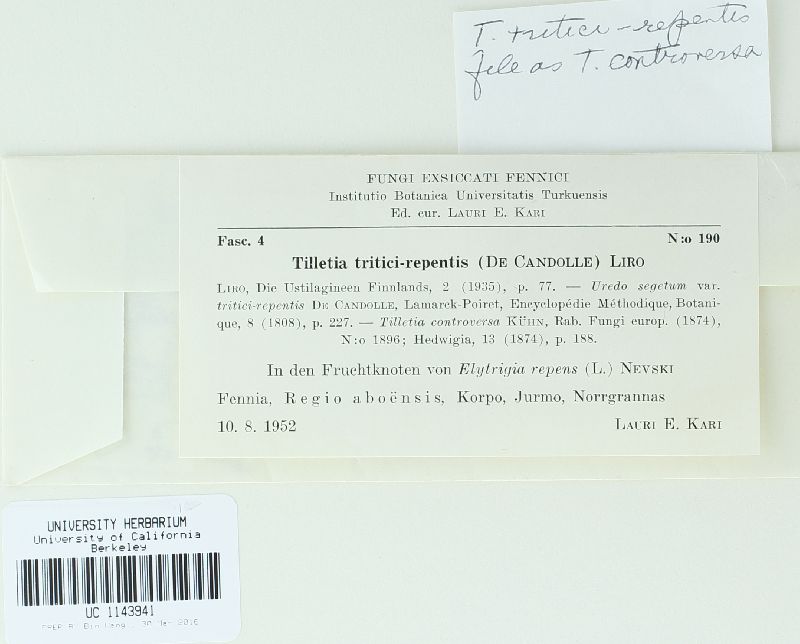 T. tritici-repentis
file as T. controversa
FUNGI EXSICCATI FENNICI
Institutio Botanica Universitatis Turkuensis
Ed. cur. LAURI E. KARI
Fasc. 4 N:o 190
Tilletia tritici-repentis (DE CANDOLLE) LIRO
LIRO, Die Ustilagineen Finnlands, 2 (1935), p. 77. — Uredo segetum var.
tritici-repentis DE CANDOLLE, Lamarck-Poiret, Encyclopédie Méthodique, Botani-
que, 8 (1808), p. 227. — Tilletia controversa KÜHN, Rab. Fungi europ. (1874),
N:o 1896; Hedwigia, 13 (1874), p. 188.
In den Fruchtknoten von Elytrigia repens (L.) NEVSKI
Fennia, Regio aboënsis, Korpo, Jurmo, Norrgrannas
10. 8. 1952 LAURI E. KARI
UNIVERSITY HERBARIUM
University of California
Berkeley
UC 1143941
2016